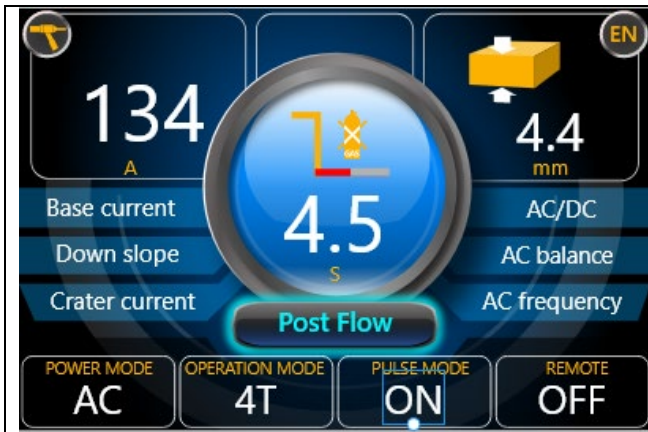 EN
134
A
4.4
mm
GAS
4.5
S
Base current
Down slope
Crater current
AC/DC
AC balance
AC frequency
Post Flow
POWER MODE
AC
OPERATION MODE
4T
PULSE MODE
ON
REMOTE
OFF